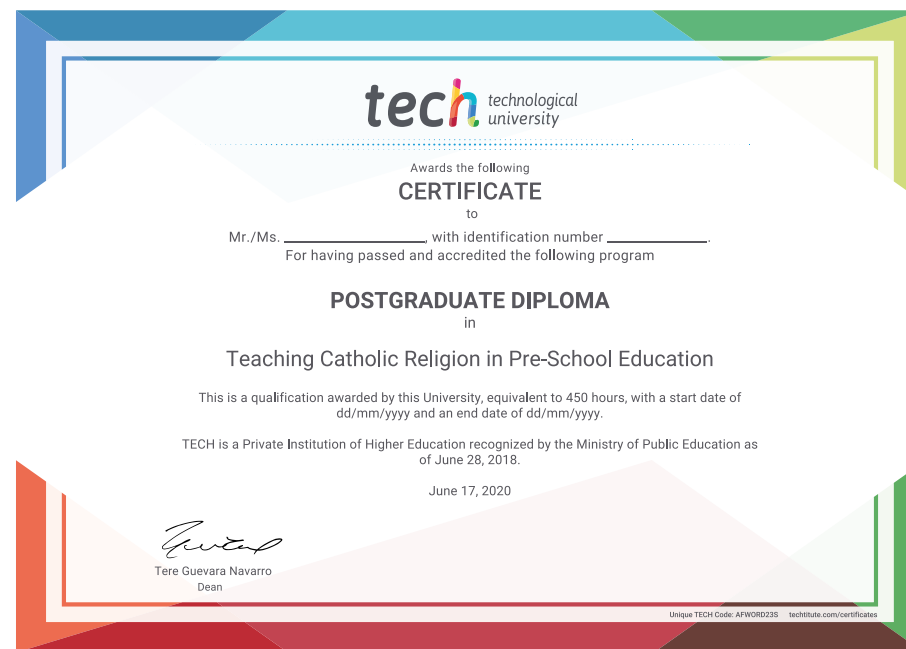 tech technological
university
Awards the following
CERTIFICATE
to
Mr./Ms. ____________________, with identification number ______________.
For having passed and accredited the following program
POSTGRADUATE DIPLOMA
in
Teaching Catholic Religion in Pre-School Education
This is a qualification awarded by this University, equivalent to 450 hours, with a start date of
dd/mm/yyyy and an end date of dd/mm/yyyy.
TECH is a Private Institution of Higher Education recognized by the Ministry of Public Education as
of June 28, 2018.
June 17, 2020
Tere Guevara Navarro
Dean
Unique TECH Code: AFWORD23S techtitute.com/certificates